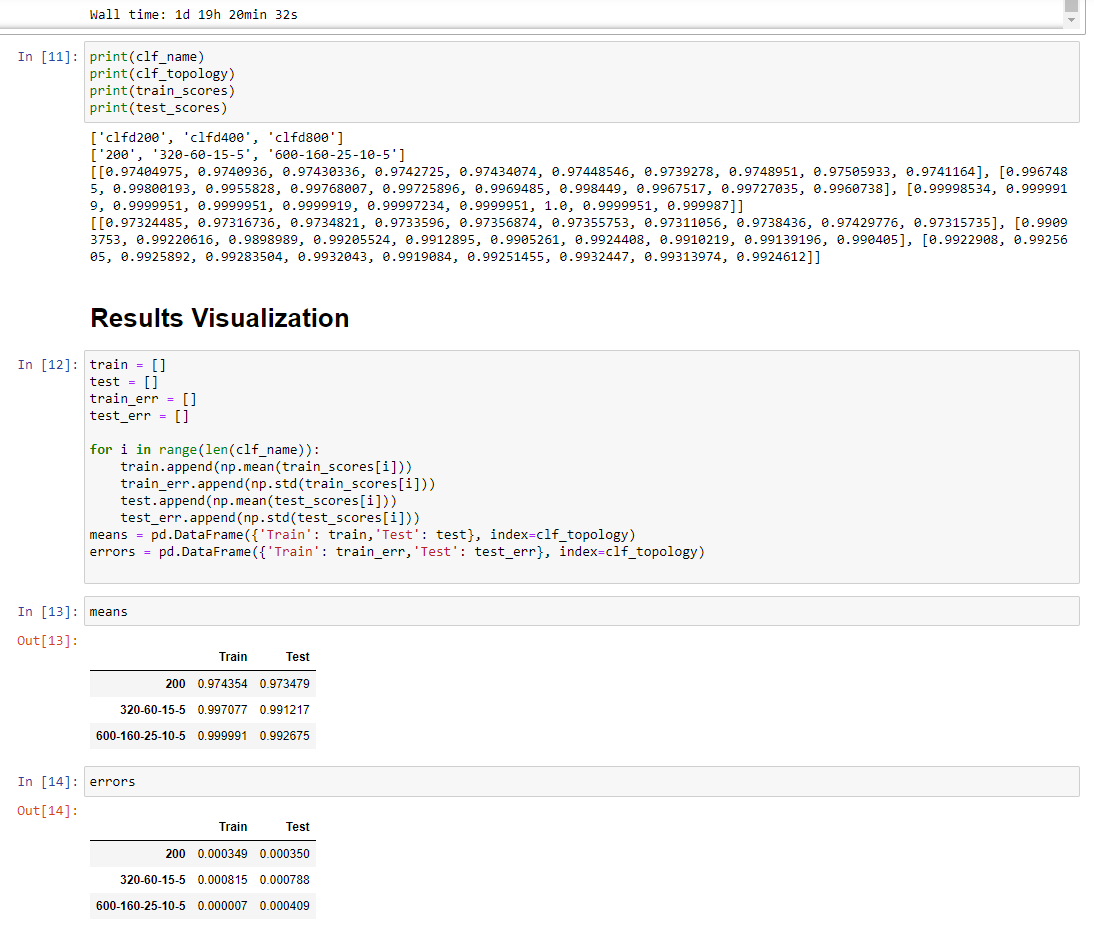 Wall time: 1d 19h 20min 32s
In [11]: print(clf_name)
print(clf_topology)
print(train_scores)
print(test_scores)
['clfd200', 'clfd400', 'clfd800']
['200', '320-60-15-5', '600-160-25-10-5']
[[0.97404975, 0.9740936, 0.97430336, 0.9742725, 0.97434074, 0.97448546, 0.9739278, 0.9748951, 0.97505933, 0.9741164], [0.996748
5, 0.99800193, 0.9955828, 0.99768007, 0.99725896, 0.9969485, 0.998449, 0.9967517, 0.99727035, 0.9960738], [0.99998534, 0.999991
9, 0.9999951, 0.9999951, 0.9999919, 0.99997234, 0.9999951, 1.0, 0.9999951, 0.999987]]
[[0.97324485, 0.97316736, 0.9734821, 0.9733596, 0.97356874, 0.97355753, 0.97311056, 0.9738436, 0.97429776, 0.97315735], [0.9909
3753, 0.99220616, 0.9898989, 0.99205524, 0.9912895, 0.9905261, 0.9924408, 0.9910219, 0.99139196, 0.990405], [0.9922908, 0.99256
05, 0.9925892, 0.99283504, 0.9932043, 0.9919084, 0.99251455, 0.9932447, 0.99313974, 0.9924612]]
Results Visualization
In [12]: train = []
test = []
train_err = []
test_err = []
for i in range(len(clf_name)):
    train.append(np.mean(train_scores[i]))
    train_err.append(np.std(train_scores[i]))
    test.append(np.mean(test_scores[i]))
    test_err.append(np.std(test_scores[i]))
means = pd.DataFrame({'Train': train,'Test': test}, index=clf_topology)
errors = pd.DataFrame({'Train': train_err,'Test': test_err}, index=clf_topology)
In [13]: means
Out[13]:
Train Test
200 0.974354 0.973479
320-60-15-5 0.997077 0.991217
600-160-25-10-5 0.999991 0.992675
In [14]: errors
Out[14]:
Train Test
200 0.000349 0.000350
320-60-15-5 0.000815 0.000788
600-160-25-10-5 0.000007 0.000409